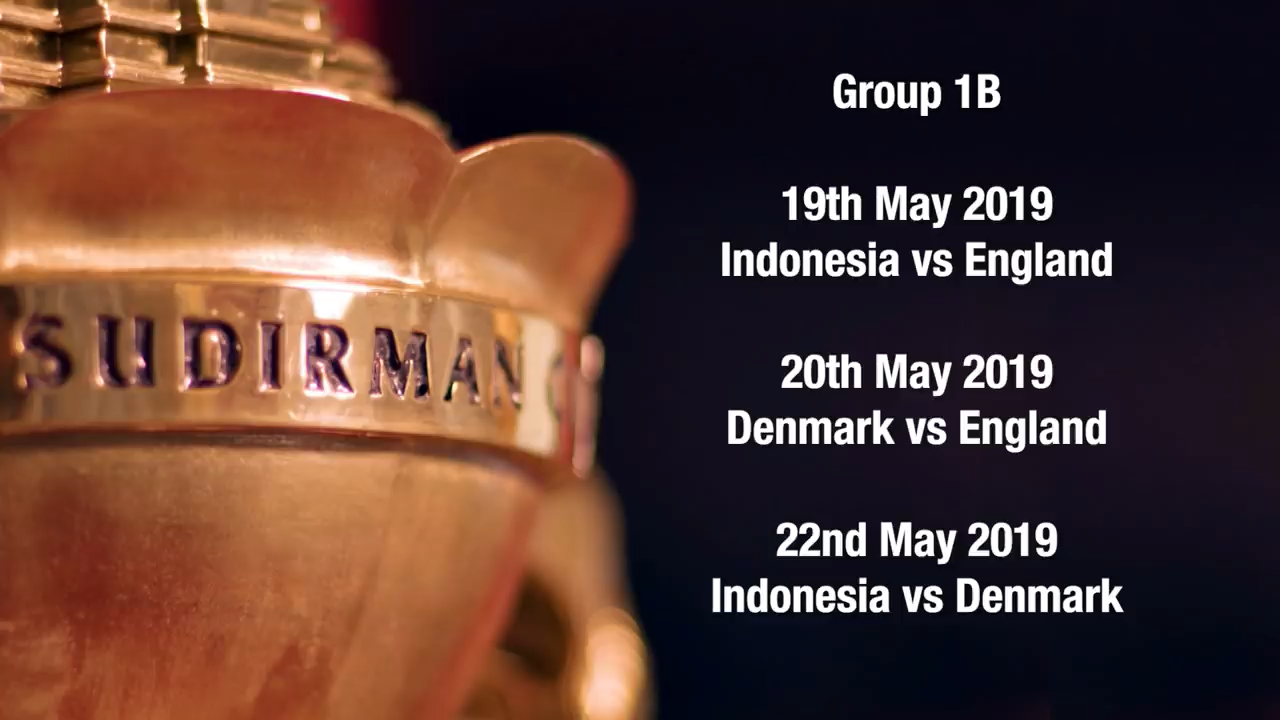 SUDIRMAN
Group 1B
19th May 2019
Indonesia vs England
20th May 2019
Denmark vs England
22nd May 2019
Indonesia vs Denmark